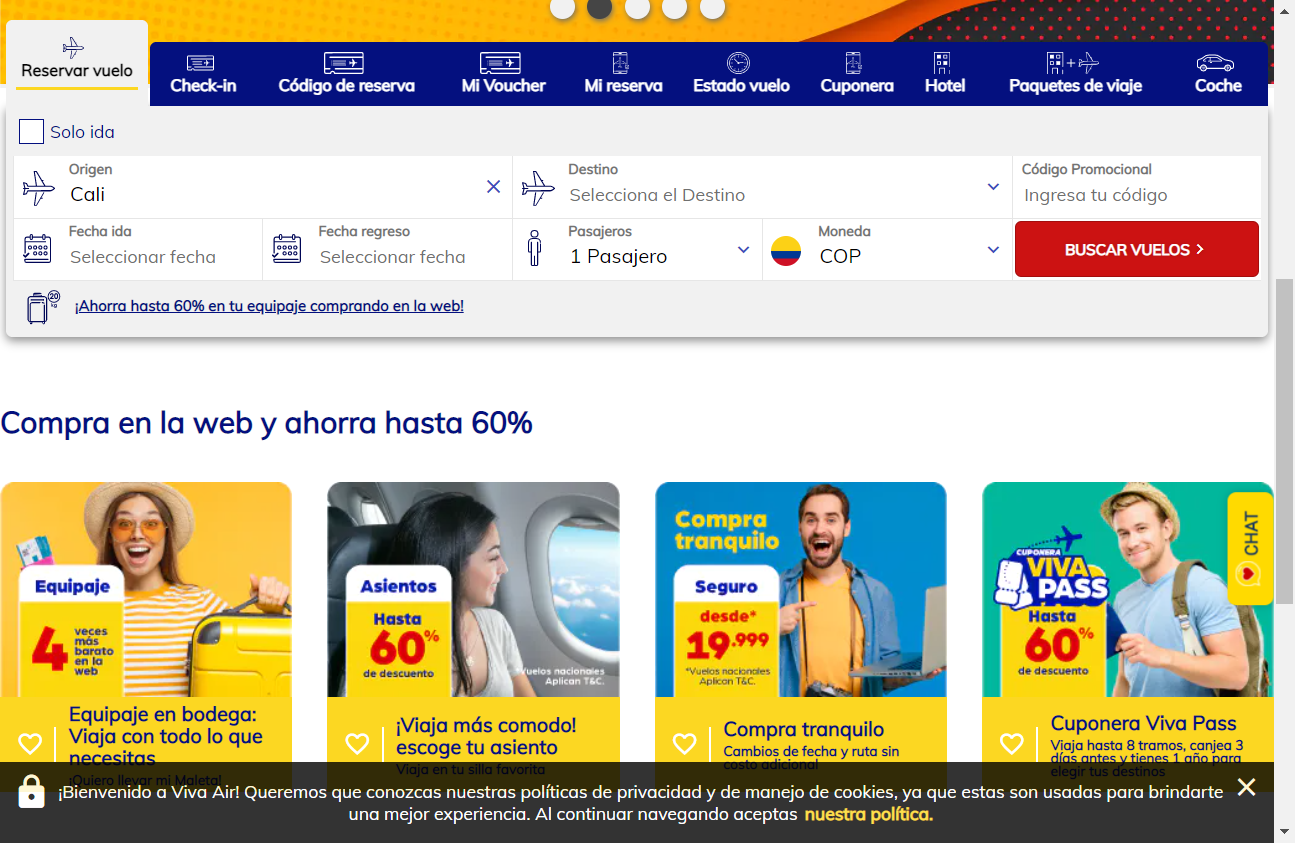 Reservar vuelo
Check-in
Código de reserva
Mi Voucher
Mi reserva
Estado vuelo
Cuponera
Hotel
+
Paquetes de viaje
Coche
Solo ida
Origen
Cali
Destino
Selecciona el Destino
Código Promocional
Ingresa tu código
Fecha ida
Seleccionar fecha
Fecha regreso
Seleccionar fecha
Pasajeros
1 Pasajero
Moneda
COP
BUSCAR VUELOS
20
kg
¡Ahorra hasta 60% en tu equipaje comprando en la web!
Compra en la web y ahorra hasta 60%
Equipaje
4 veces
más
barato
en la
web
Equipaje en bodega:
Viaja con todo lo que
necesitas
¡Quiero llevar mi Maleta!
Asientos
Hasta
60%
de descuento
*Vuelos nacionales
Aplican T&C.
¡Viaja más comodo!
escoge tu asiento
Viaja en tu silla favorita
Compra
tranquilo
Seguro
desde*
19.999
*Vuelos nacionales
Aplican T&C.
Compra tranquilo
Cambios de fecha y ruta sin
costo adicional!
CUPONERA
VIVA
PASS
Hasta
60%
de descuento
Cuponera Viva Pass
Viaja hasta 8 tramos, canjea 3
días antes y tienes 1 año para
elegir tus destinos
CHAT
¡Bienvenido a Viva Air! Queremos que conozcas nuestras políticas de privacidad y de manejo de cookies, ya que estas son usadas para brindarte
una mejor experiencia. Al continuar navegando aceptas nuestra política.